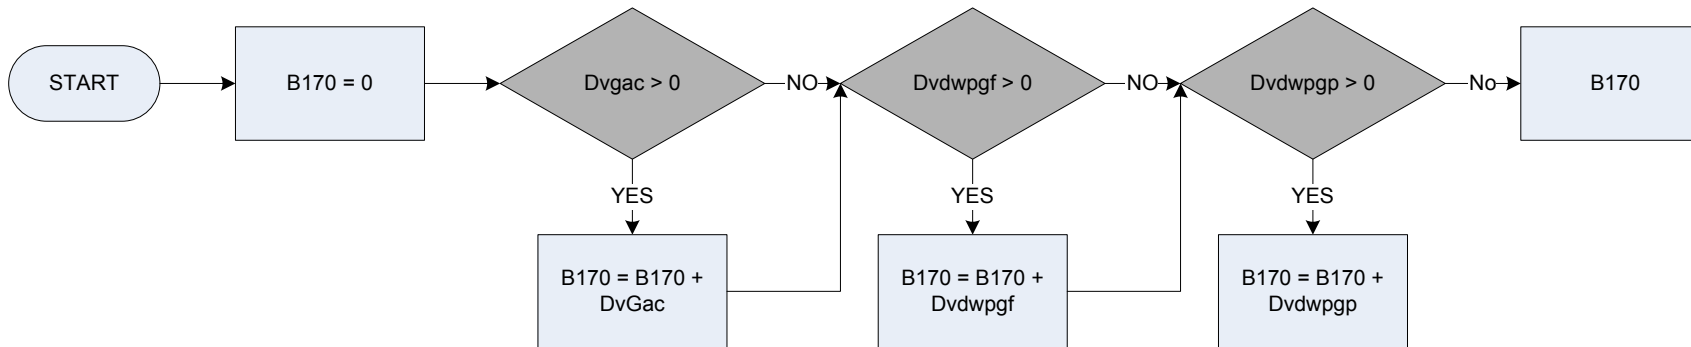 START
B170 = 0
Dvgac > 0
NO
Dvdwpgf > 0
NO
Dvdwpgp > 0
No
B170
YES
YES
YES
B170 = B170 +
DvGac
B170 = B170 +
Dvdwpgf
B170 = B170 +
Dvdwpgp